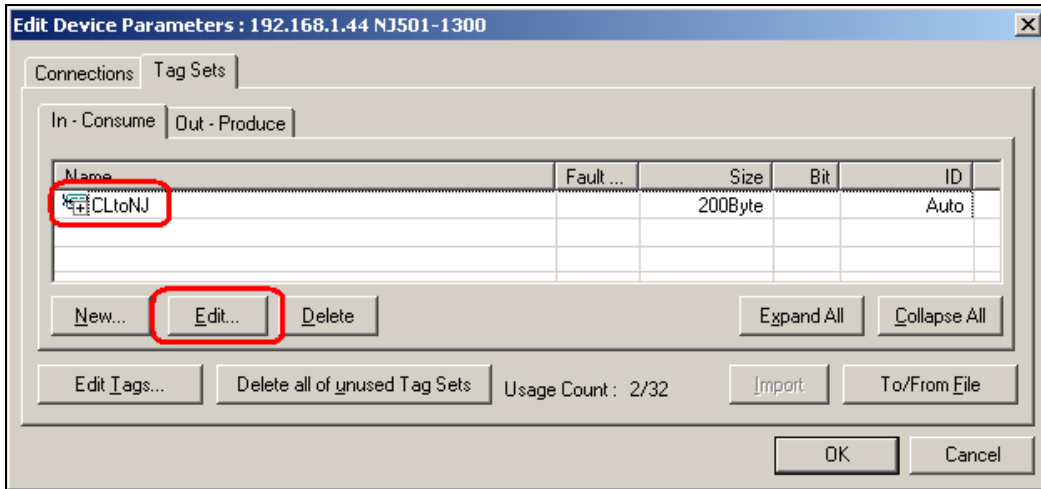 Edit Device Parameters : 192.168.1.44 NJ501-1300
Connections Tag Sets
In - Consume Out - Produce
Name Fault ... Size Bit ID
CLtoNJ 200Byte Auto
New... Edit... Delete Expand All Collapse All
Edit Tags... Delete all of unused Tag Sets Usage Count : 2/32 Import To/From File
OK Cancel